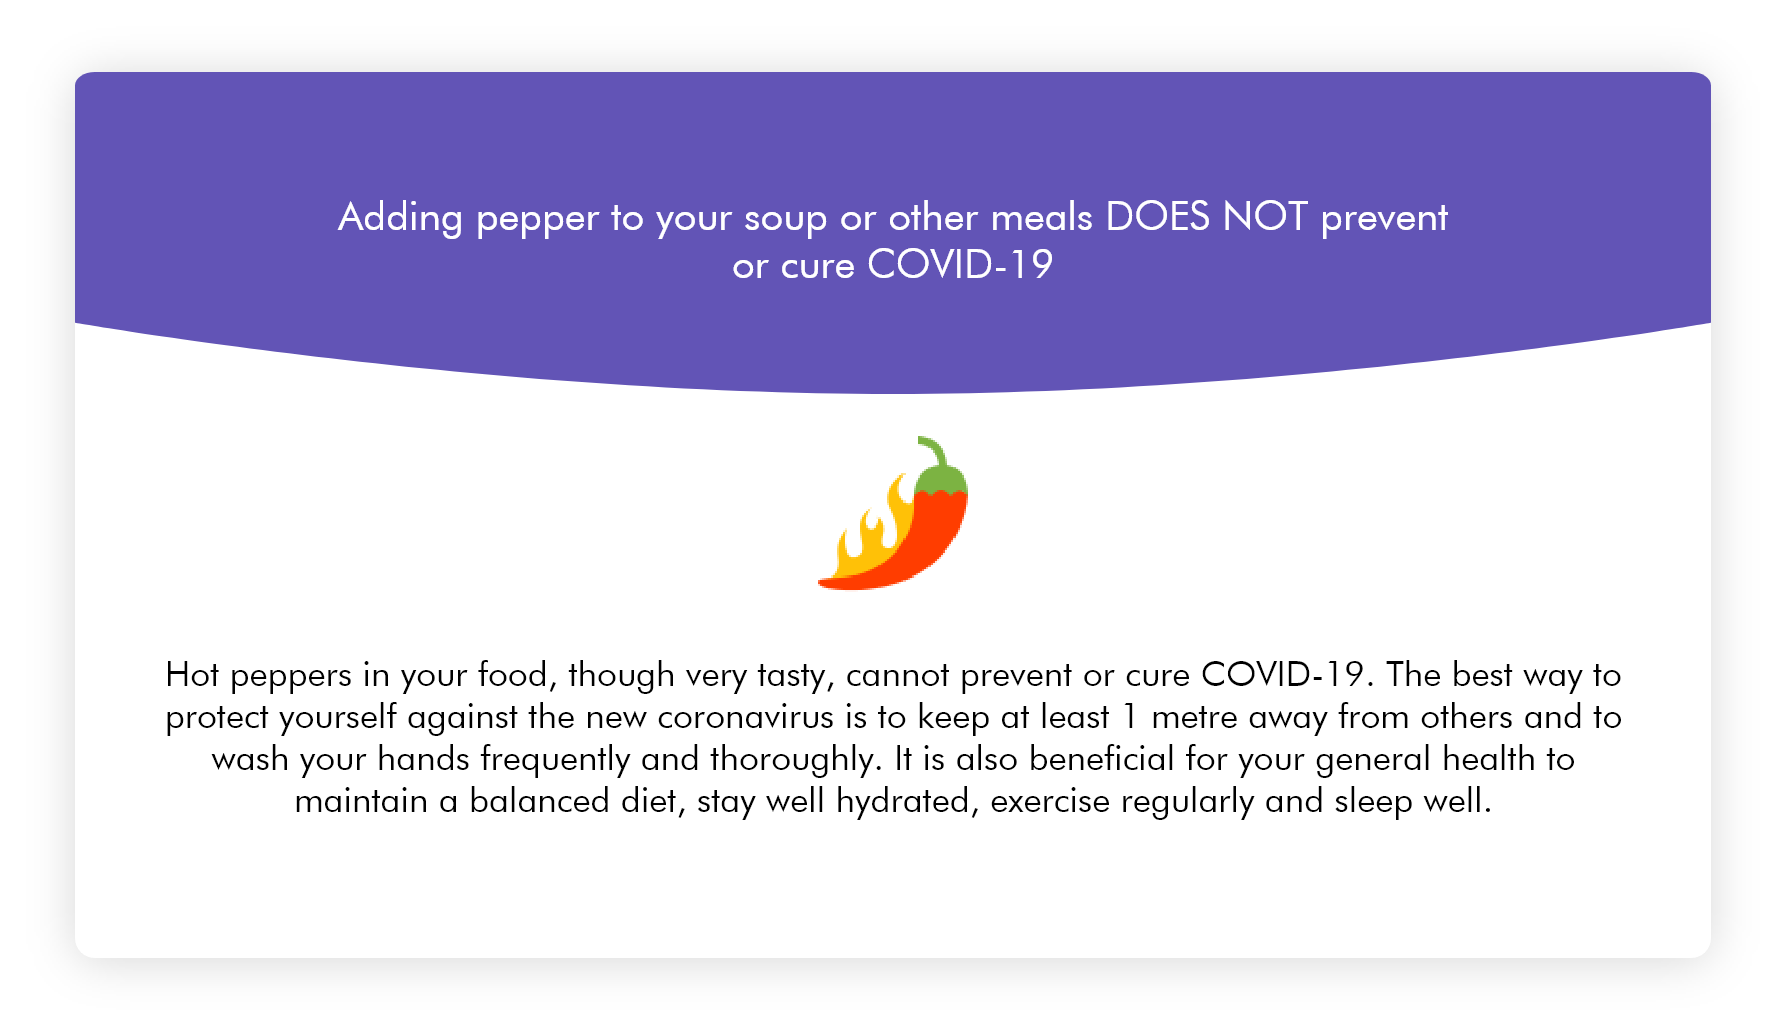 Adding pepper to your soup or other meals DOES NOT prevent
or cure COVID-19
Hot peppers in your food, though very tasty, cannot prevent or cure COVID-19. The best way to
protect yourself against the new coronavirus is to keep at least 1 metre away from others and to
wash your hands frequently and thoroughly. It is also beneficial for your general health to
maintain a balanced diet, stay well hydrated, exercise regularly and sleep well.